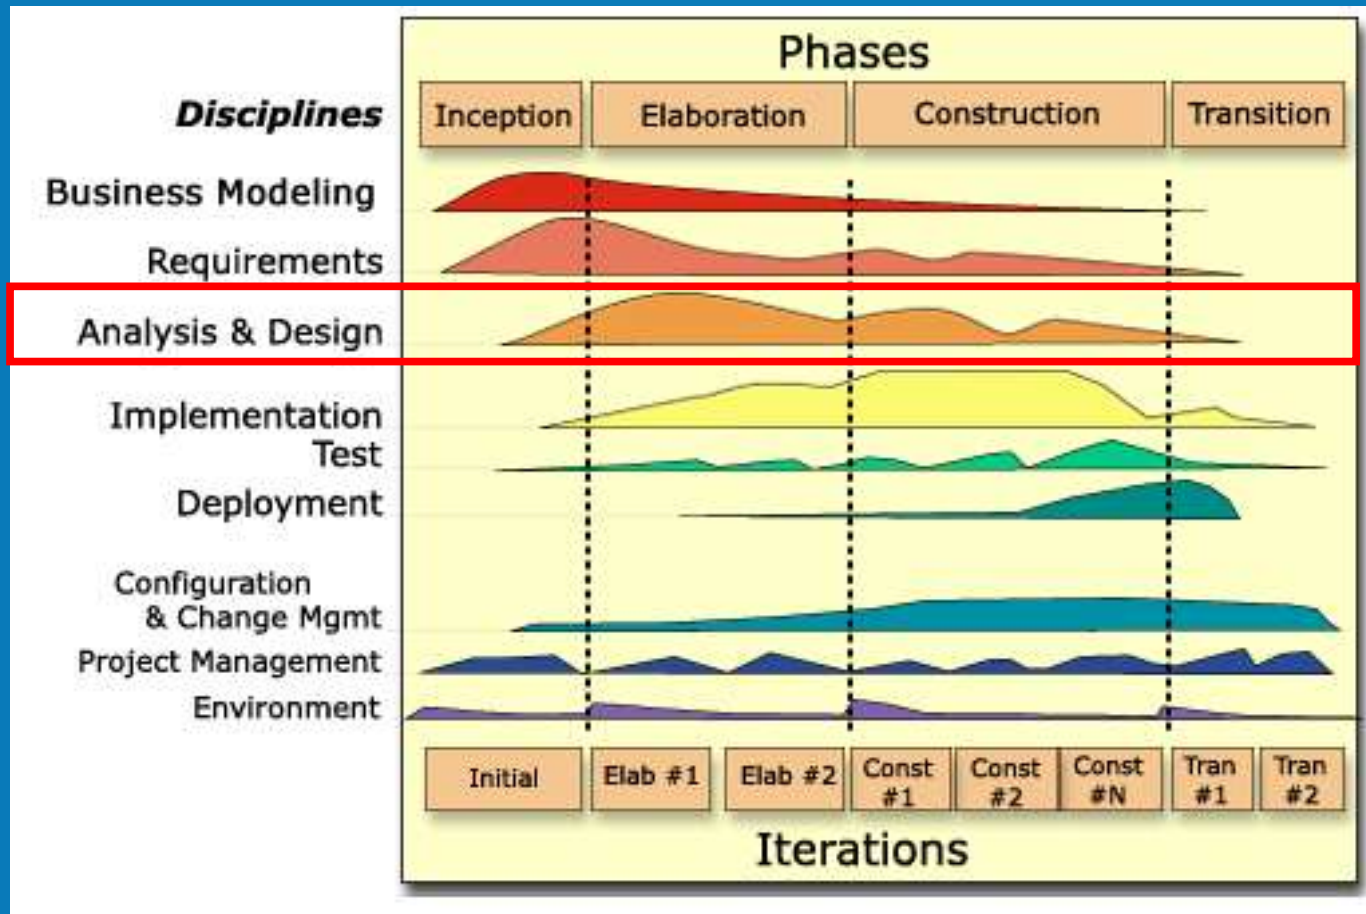 Phases
Disciplines
Inception
Elaboration
Construction
Transition
Business Modeling
Requirements
Analysis & Design
Implementation
Test
Deployment
Configuration
& Change Mgmt
Project Management
Environment
Initial
Elab #1
Elab #2
Const
#1
Const
#2
Const
#N
Tran
#1
Tran
#2
Iterations